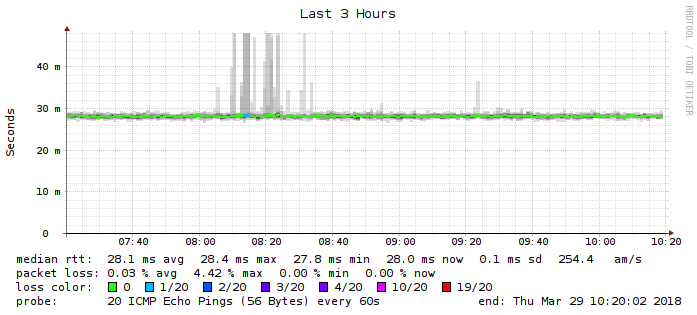 Last 3 Hours
RRDTOOL / TOBI OETIKER
Seconds
40 m
30 m
20 m
10 m
0
07:40 08:00 08:20 08:40 09:00 09:20 09:40 10:00 10:20
median rtt: 28.1 ms avg 28.4 ms max 27.8 ms min 28.0 ms now 0.1 ms sd 254.4 am/s
packet loss: 0.03 % avg 4.42 % max 0.00 % min 0.00 % now
loss color: 0 1/20 2/20 3/20 4/20 10/20 19/20
probe: 20 ICMP Echo Pings (56 Bytes) every 60s end: Thu Mar 29 10:20:02 2018